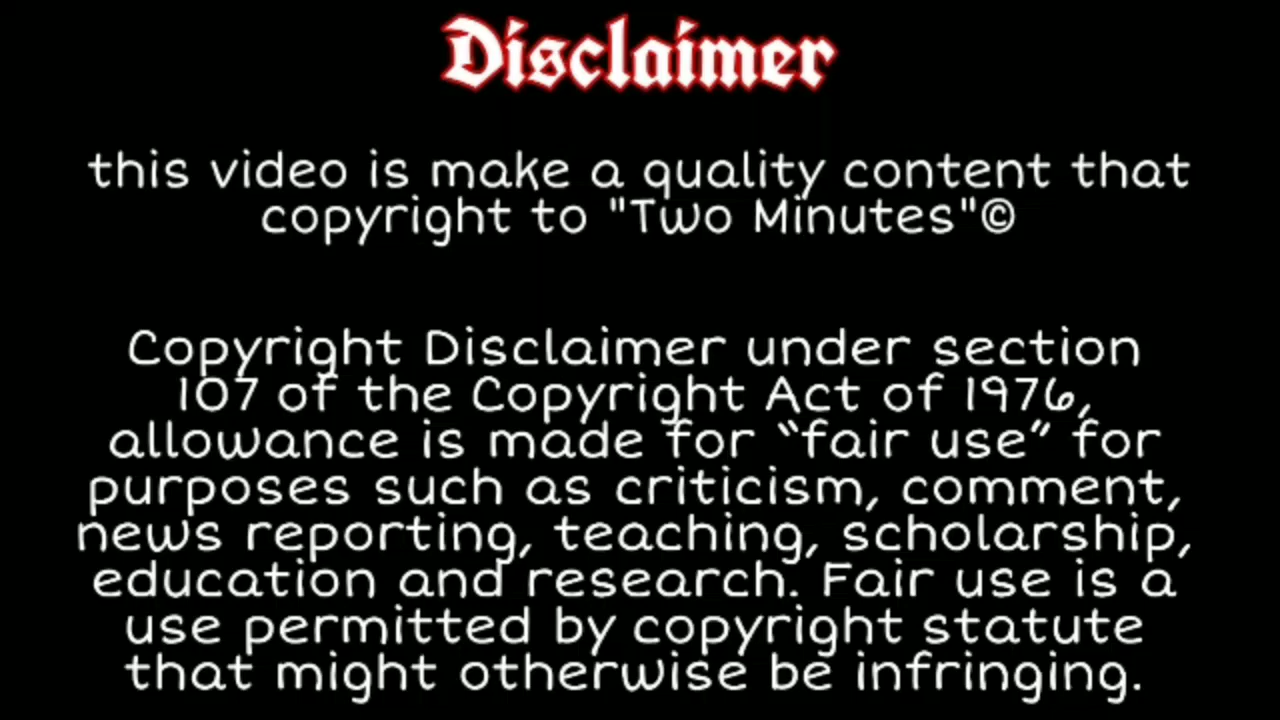 Disclaimer
this video is make a quality content that
copyright to "Two Minutes"©
Copyright Disclaimer under section
107 of the Copyright Act of 1976,
allowance is made for “fair use” for
purposes such as criticism, comment,
news reporting, teaching, scholarship,
education and research. Fair use is a
use permitted by copyright statute
that might otherwise be infringing.